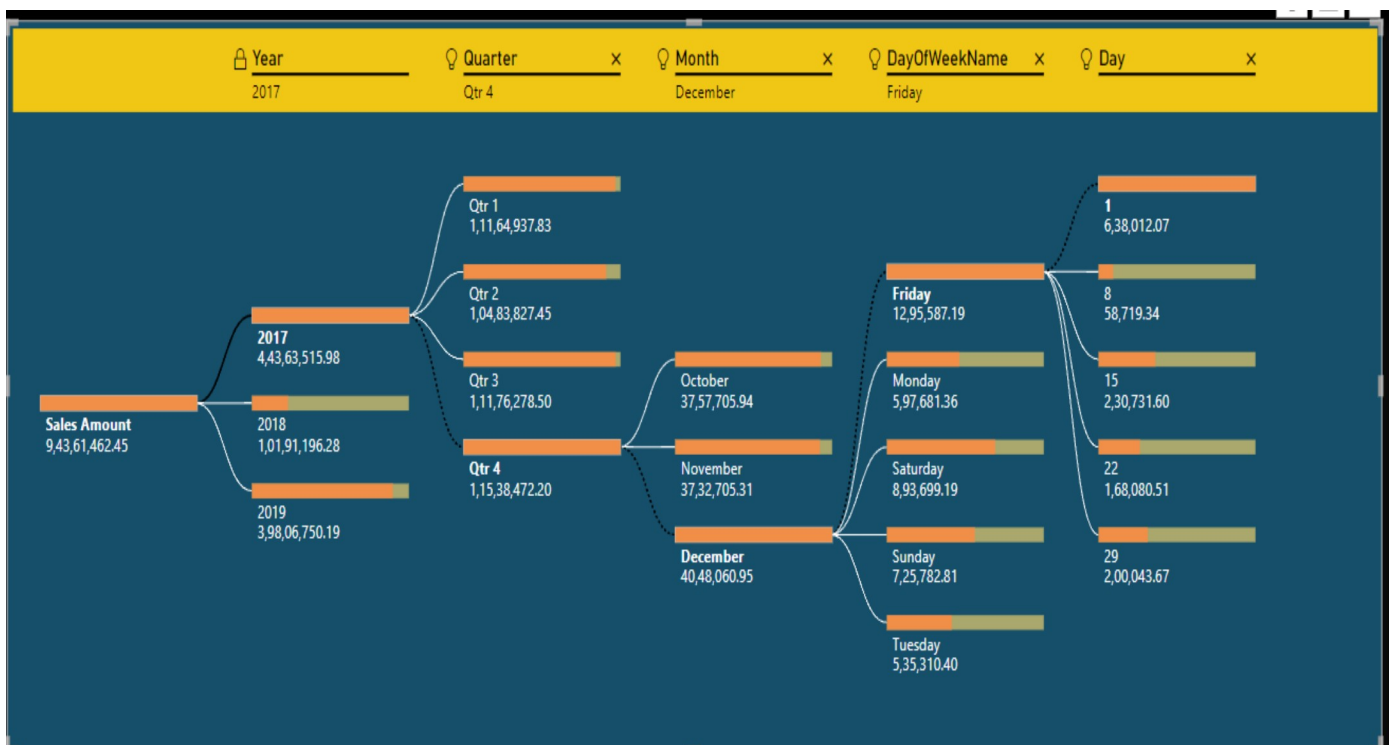 Year
2017
Quarter
Qtr 4
Month
December
DayOfWeekName
Friday
Day
Sales Amount
9,43,61,462.45
2017
4,43,63,515.98
2018
1,01,91,196.28
2019
3,98,06,750.19
Qtr 1
1,11,64,937.83
Qtr 2
1,04,83,827.45
Qtr 3
1,11,76,278.50
Qtr 4
1,15,38,472.20
October
37,57,705.94
November
37,32,705.31
December
40,48,060.95
Friday
12,95,587.19
Monday
5,97,681.36
Saturday
8,93,699.19
Sunday
7,25,782.81
Tuesday
5,35,310.40
1
6,38,012.07
8
58,719.34
15
2,30,731.60
22
1,68,080.51
29
2,00,043.67